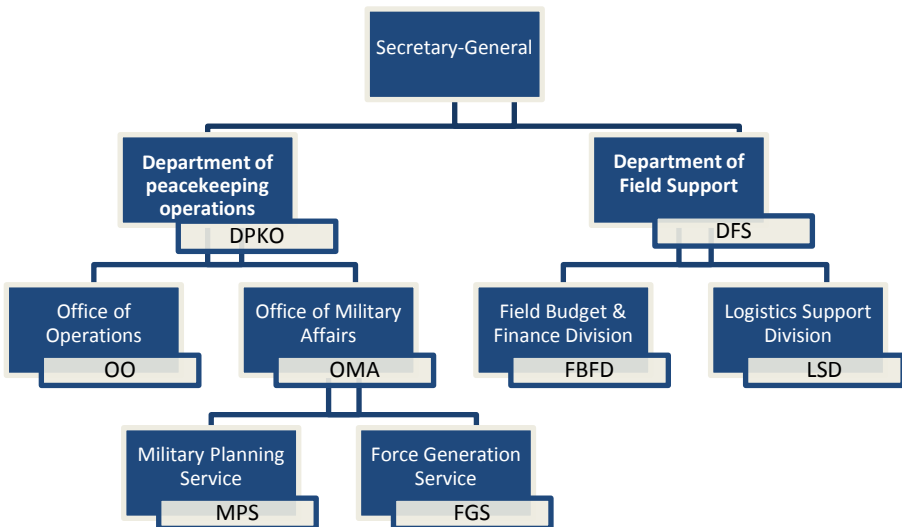 Secretary-General
Department of
peacekeeping
operations
DPKO
Department of
Field Support
DFS
Office of
Operations
OO
Office of Military
Affairs
OMA
Field Budget &
Finance Division
FBFD
Logistics Support
Division
LSD
Military Planning
Service
MPS
Force Generation
Service
FGS